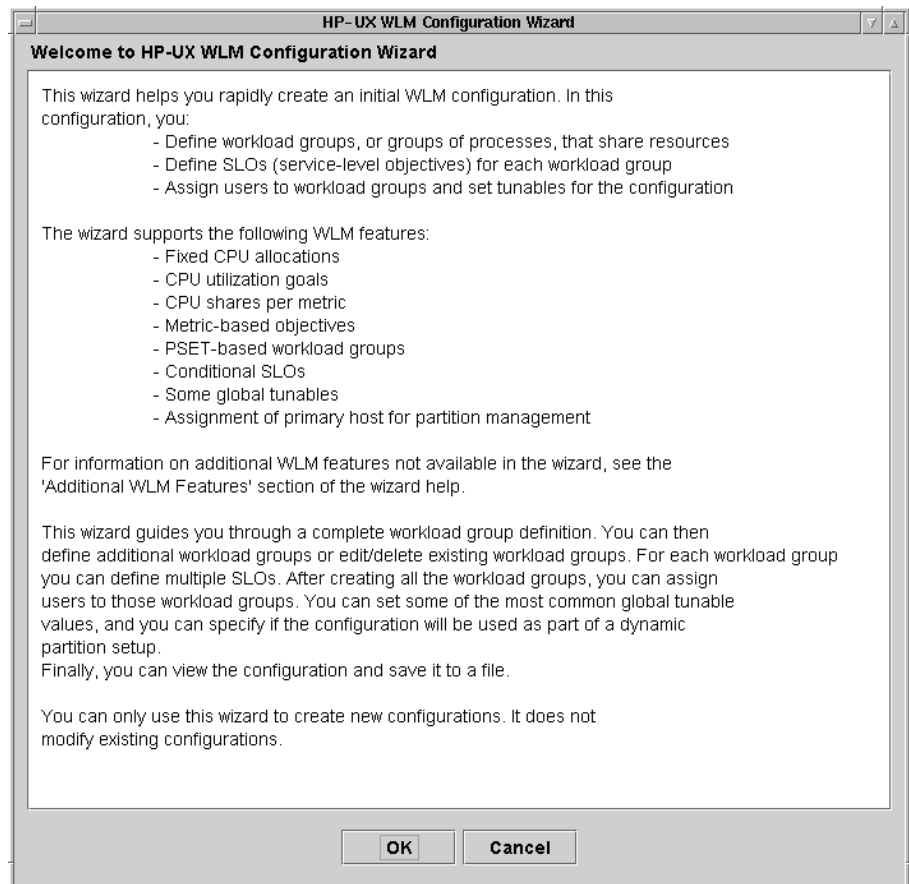 HP-UX WLM Configuration Wizard
Welcome to HP-UX WLM Configuration Wizard
This wizard helps you rapidly create an initial WLM configuration. In this
configuration, you:
- Define workload groups, or groups of processes, that share resources
- Define SLOs (service-level objectives) for each workload group
- Assign users to workload groups and set tunables for the configuration
The wizard supports the following WLM features:
- Fixed CPU allocations
- CPU utilization goals
- CPU shares per metric
- Metric-based objectives
- PSET-based workload groups
- Conditional SLOs
- Some global tunables
- Assignment of primary host for partition management
For information on additional WLM features not available in the wizard, see the
'Additional WLM Features' section of the wizard help.
This wizard guides you through a complete workload group definition. You can then
define additional workload groups or edit/delete existing workload groups. For each workload group
you can define multiple SLOs. After creating all the workload groups, you can assign
users to those workload groups. You can set some of the most common global tunable
values, and you can specify if the configuration will be used as part of a dynamic
partition setup.
Finally, you can view the configuration and save it to a file.
You can only use this wizard to create new configurations. It does not
modify existing configurations.
OK Cancel